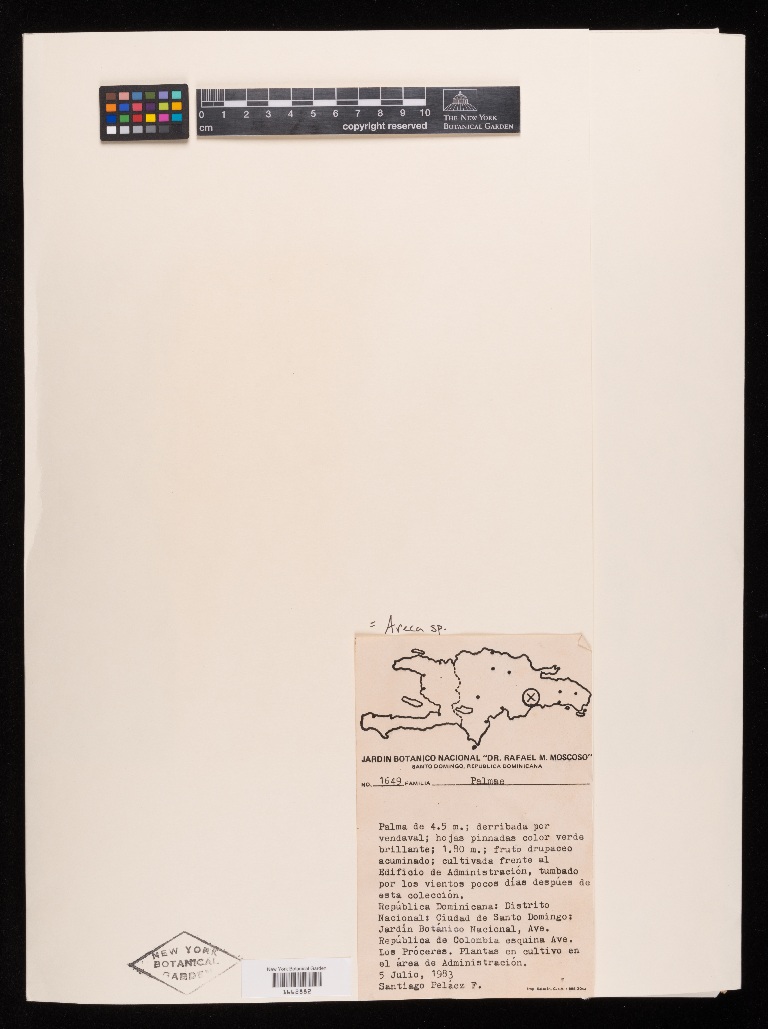 0 1 2 3 4 5 6 7 8 9 10
cm
copyright reserved
THE NEW YORK
BOTANICAL GARDEN
= Areca sp.
JARDIN BOTANICO NACIONAL "DR. RAFAEL M. MOSCOSO"
SANTO DOMINGO, REPUBLICA DOMINICANA
NO. 1649 FAMILIA Palmae
Palma de 4.5 m.; derribada por
vendaval; hojas pinnadas color verde
brillante; 1.80 m.; fruto drupaceo
acuminado; cultivada frente al
Edificio de Administración, tumbado
por los vientos pocos días despúes de
esta colección.
República Dominicana: Distrito
Nacional: Ciudad de Santo Domingo:
Jardín Botánico Nacional, Ave.
República de Colombia esquina Ave.
Los Próceres. Plantas en cultivo en
el área de Administración.
5 Julio, 1983
Santiago Peláez F.
NEW YORK
BOTANICAL
GARDEN
New York Botanical Garden